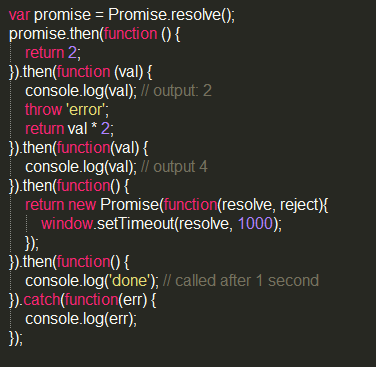 var promise = Promise.resolve();
promise.then(function () {
    return 2;
}).then(function (val) {
    console.log(val); // output: 2
    throw 'error';
    return val * 2;
}).then(function(val) {
    console.log(val); // output 4
}).then(function() {
    return new Promise(function(resolve, reject){
        window.setTimeout(resolve, 1000);
    });
}).then(function() {
    console.log('done'); // called after 1 second
}).catch(function(err) {
    console.log(err);
});